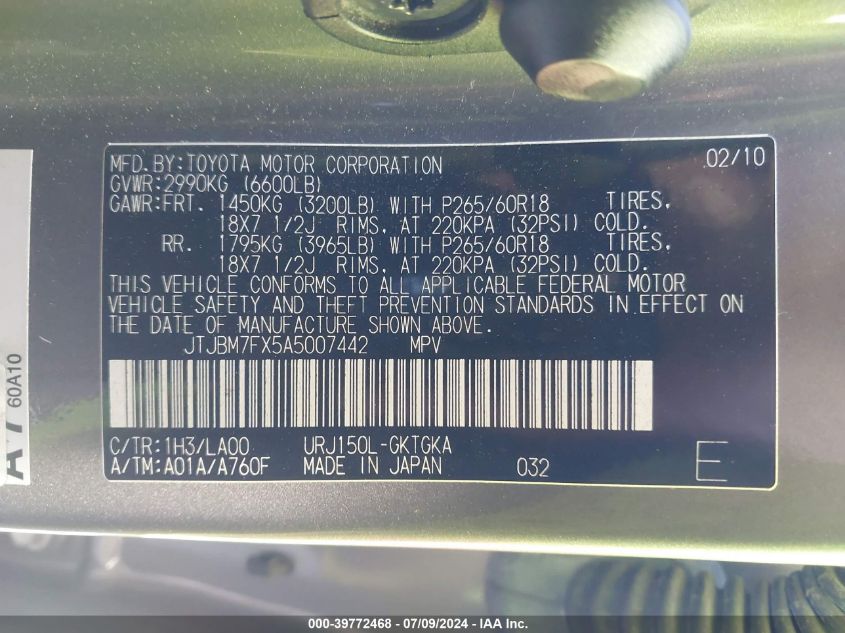 MFD.BY:TOYOTA MOTOR CORPORATION 02/10
GVWR:2990KG (6600LB)
GAWR:FRT. 1450KG (3200LB) WITH P265/60R18 TIRES,
18X7 1/2J RIMS, AT 220KPA (32PSI) COLD.
RR. 1795KG (3965LB) WITH P265/60R18 TIRES,
18X7 1/2J RIMS, AT 220KPA (32PSI) COLD.
THIS VEHICLE CONFORMS TO ALL APPLICABLE FEDERAL MOTOR
VEHICLE SAFETY AND THEFT PREVENTION STANDARDS IN EFFECT ON
THE DATE OF MANUFACTURE SHOWN ABOVE.
JTJBM7FX5A5007442 MPV
C/TR:1H3/LA00 URJ150L-GKTGKA
A/TM:A01A/A760F MADE IN JAPAN 032 E
A 7
60A10
000-39772468 - 07/09/2024 - IEA Inc.